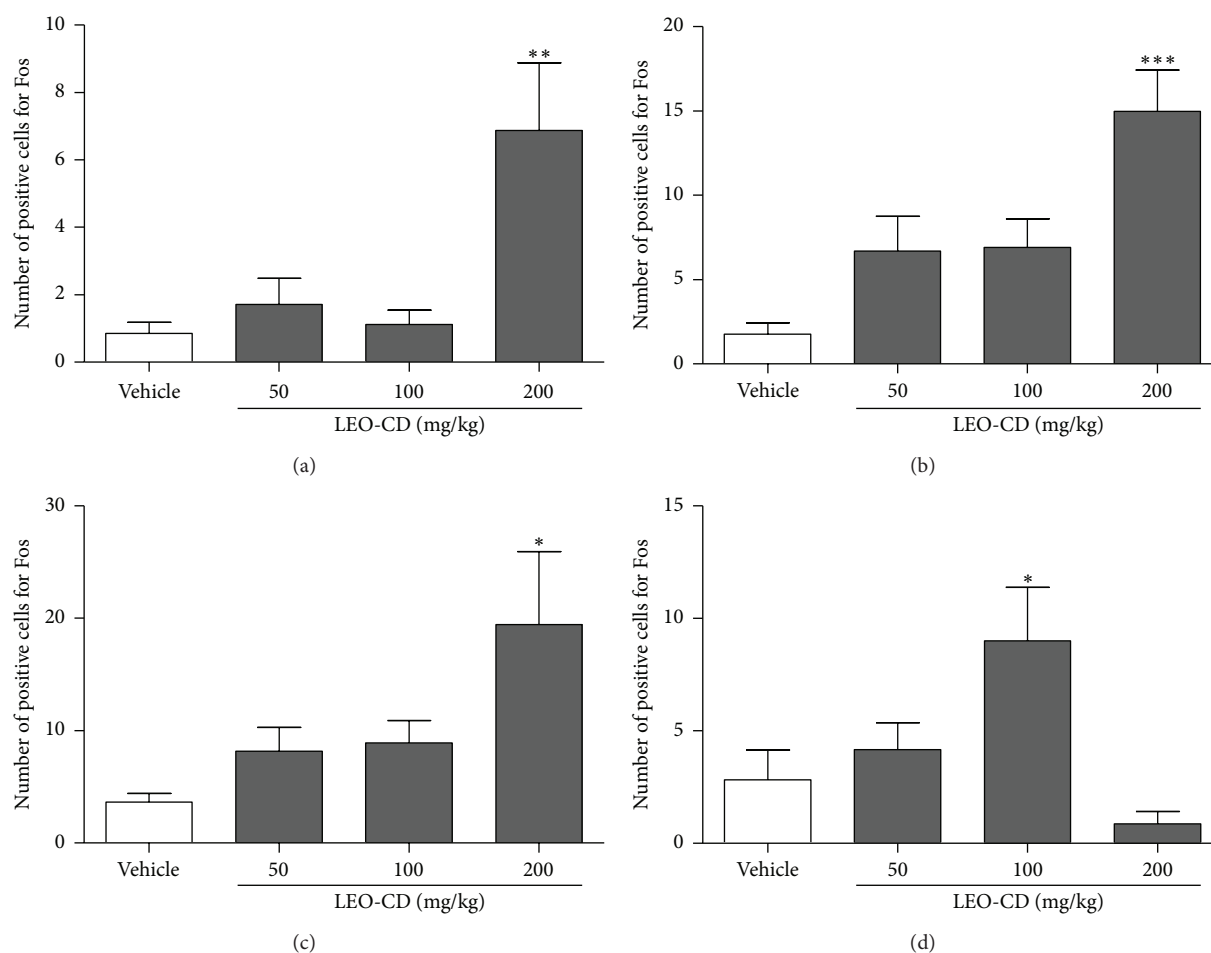 10
8
6
4
2
0
Number of positive cells for Fos
**
Vehicle 50 100 200
LEO-CD (mg/kg)
(a)
20
15
10
5
0
Number of positive cells for Fos
***
Vehicle 50 100 200
LEO-CD (mg/kg)
(b)
30
20
10
0
Number of positive cells for Fos
*
Vehicle 50 100 200
LEO-CD (mg/kg)
(c)
15
10
5
0
Number of positive cells for Fos
*
Vehicle 50 100 200
LEO-CD (mg/kg)
(d)